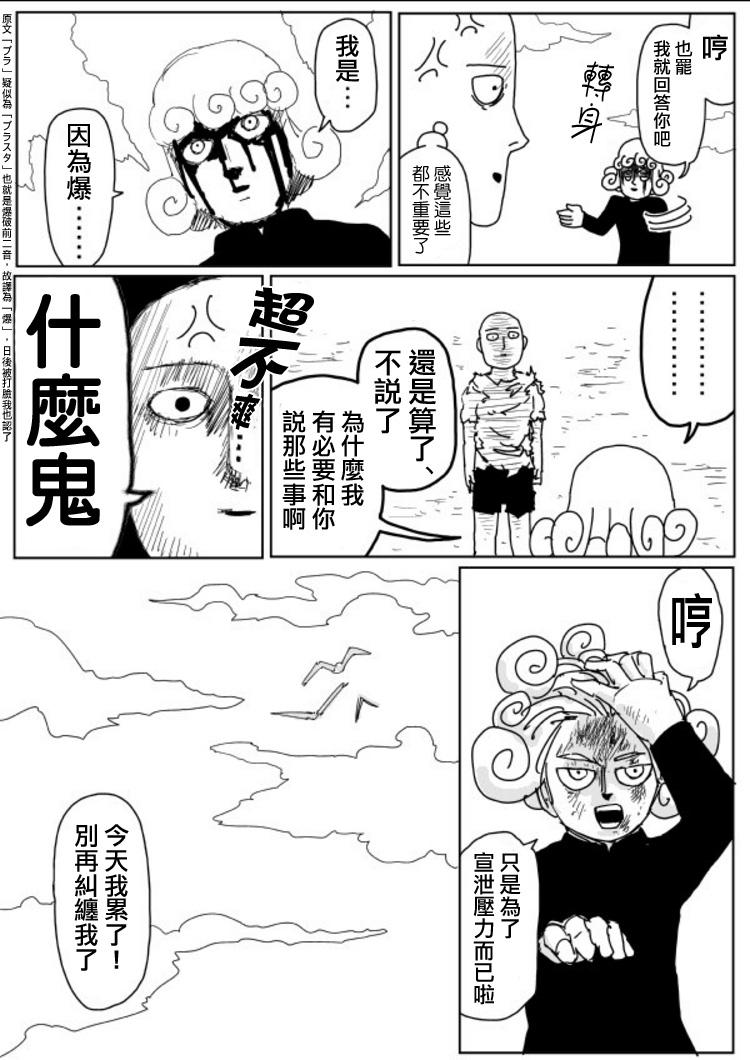 哼
也罷
我就回答你吧
轉身
感覺這些
都不重要了
我是…
因為爆……
…………
…………
還是算了、
不說了
為什麼我
有必要和你
說那些事啊
超不爽……
什麼鬼
哼
只是為了
宣泄壓力而已啦
今天我累了！
別再糾纏我了
原文「ブラ」疑似為「ブラスタ」也就是爆破前二音，故譯為「爆」，日後被打臉我也認了